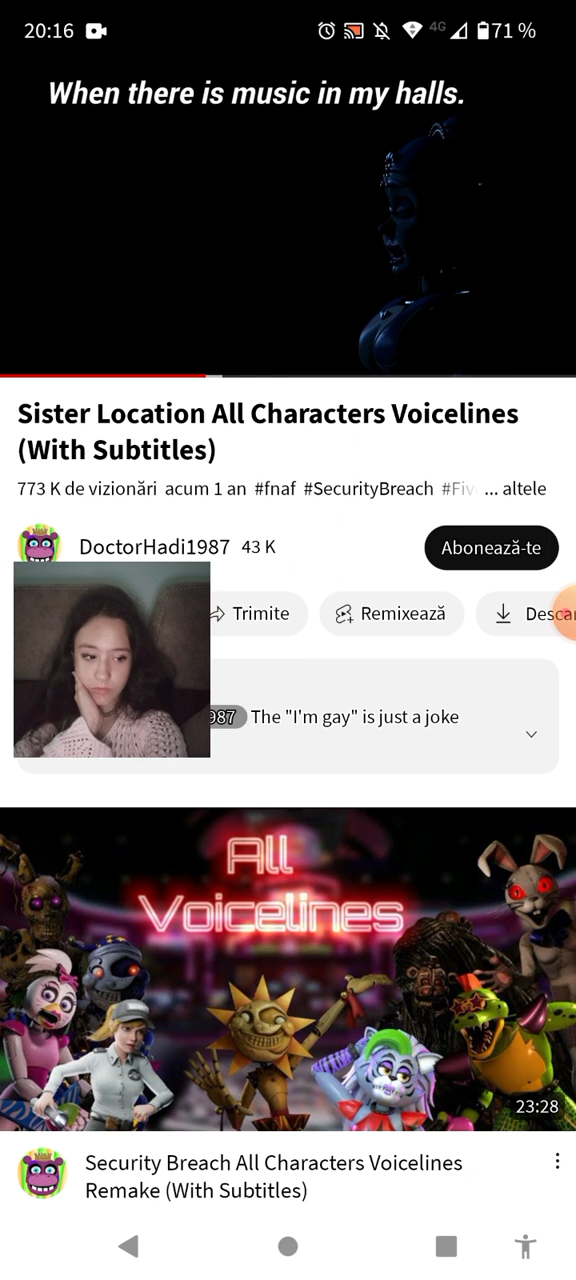 20:16
4G
71 %
When there is music in my halls.
Sister Location All Characters Voicelines
(With Subtitles)
773 K de vizionări acum 1 an #fnaf #SecurityBreach #Fiv ... altele
DoctorHadi1987 43 K
Abonează-te
Trimite
Remixează
Descar
987 The "I'm gay" is just a joke
All
Voicelines
23:28
Security Breach All Characters Voicelines
Remake (With Subtitles)